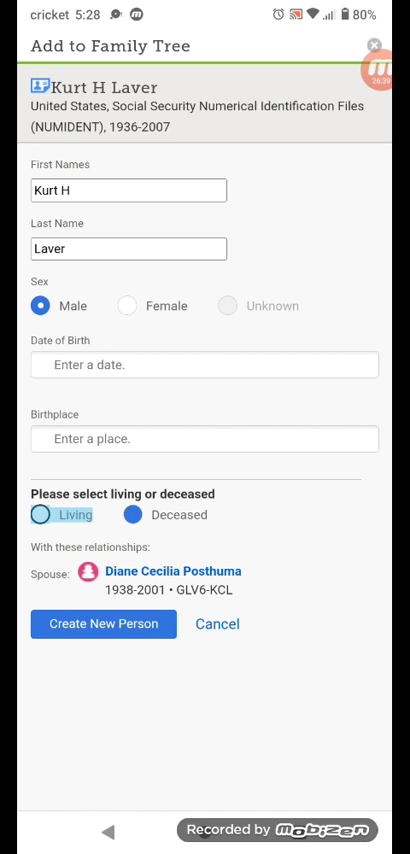 cricket 5:28 80%
Add to Family Tree
26:39
Kurt H Laver
United States, Social Security Numerical Identification Files
(NUMIDENT), 1936-2007
First Names
Kurt H
Last Name
Laver
Sex
Male Female Unknown
Date of Birth
Enter a date.
Birthplace
Enter a place.
Please select living or deceased
Living Deceased
With these relationships:
Spouse: Diane Cecilia Posthuma
1938-2001 • GLV6-KCL
Create New Person Cancel
Recorded by mobizen